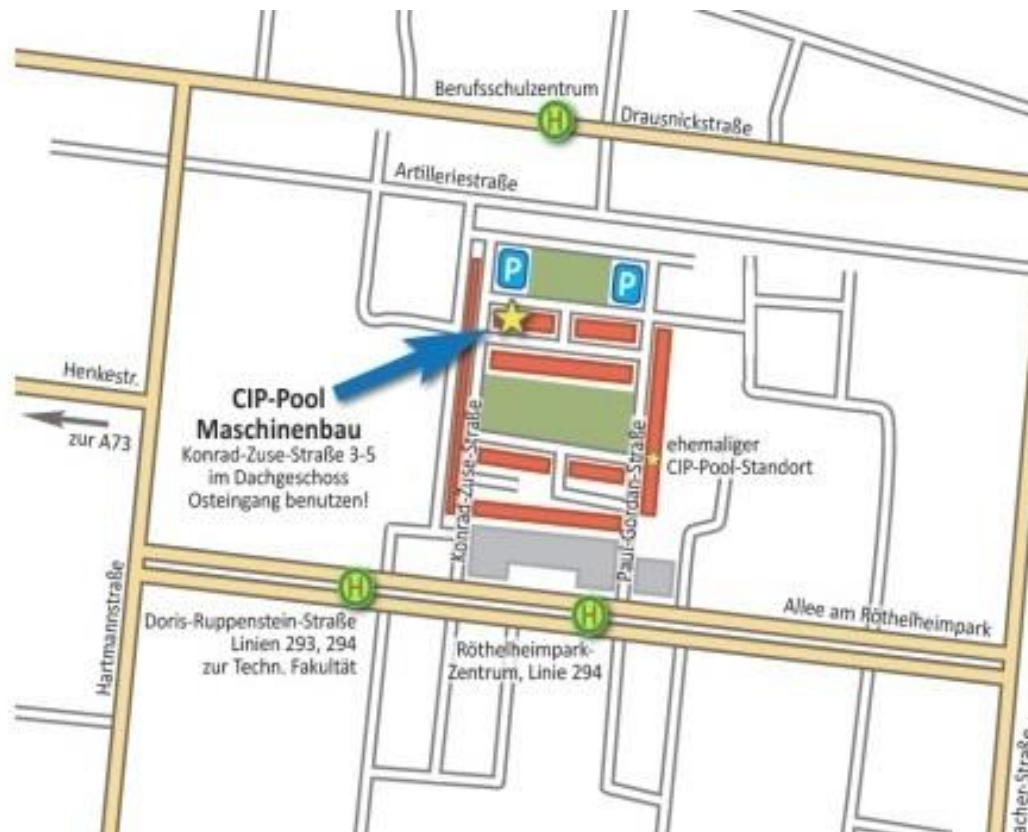 Berufsschulzentrum
H
Drausnickstraße
Artilleriestraße
P
P
Henkestr.
zur A73
CIP-Pool
Maschinenbau
Konrad-Zuse-Straße 3-5
im Dachgeschoss
Osteingang benutzen!
Konrad-Zuse-Straße
Paul-Gordan-Straße
ehemaliger
CIP-Pool-Standort
Hartmannstraße
H
Doris-Ruppenstein-Straße
Linien 293, 294
zur Techn. Fakultät
H
Röthelheimpark-
Zentrum, Linie 294
Allee am Röthelheimpark
acher-Straße